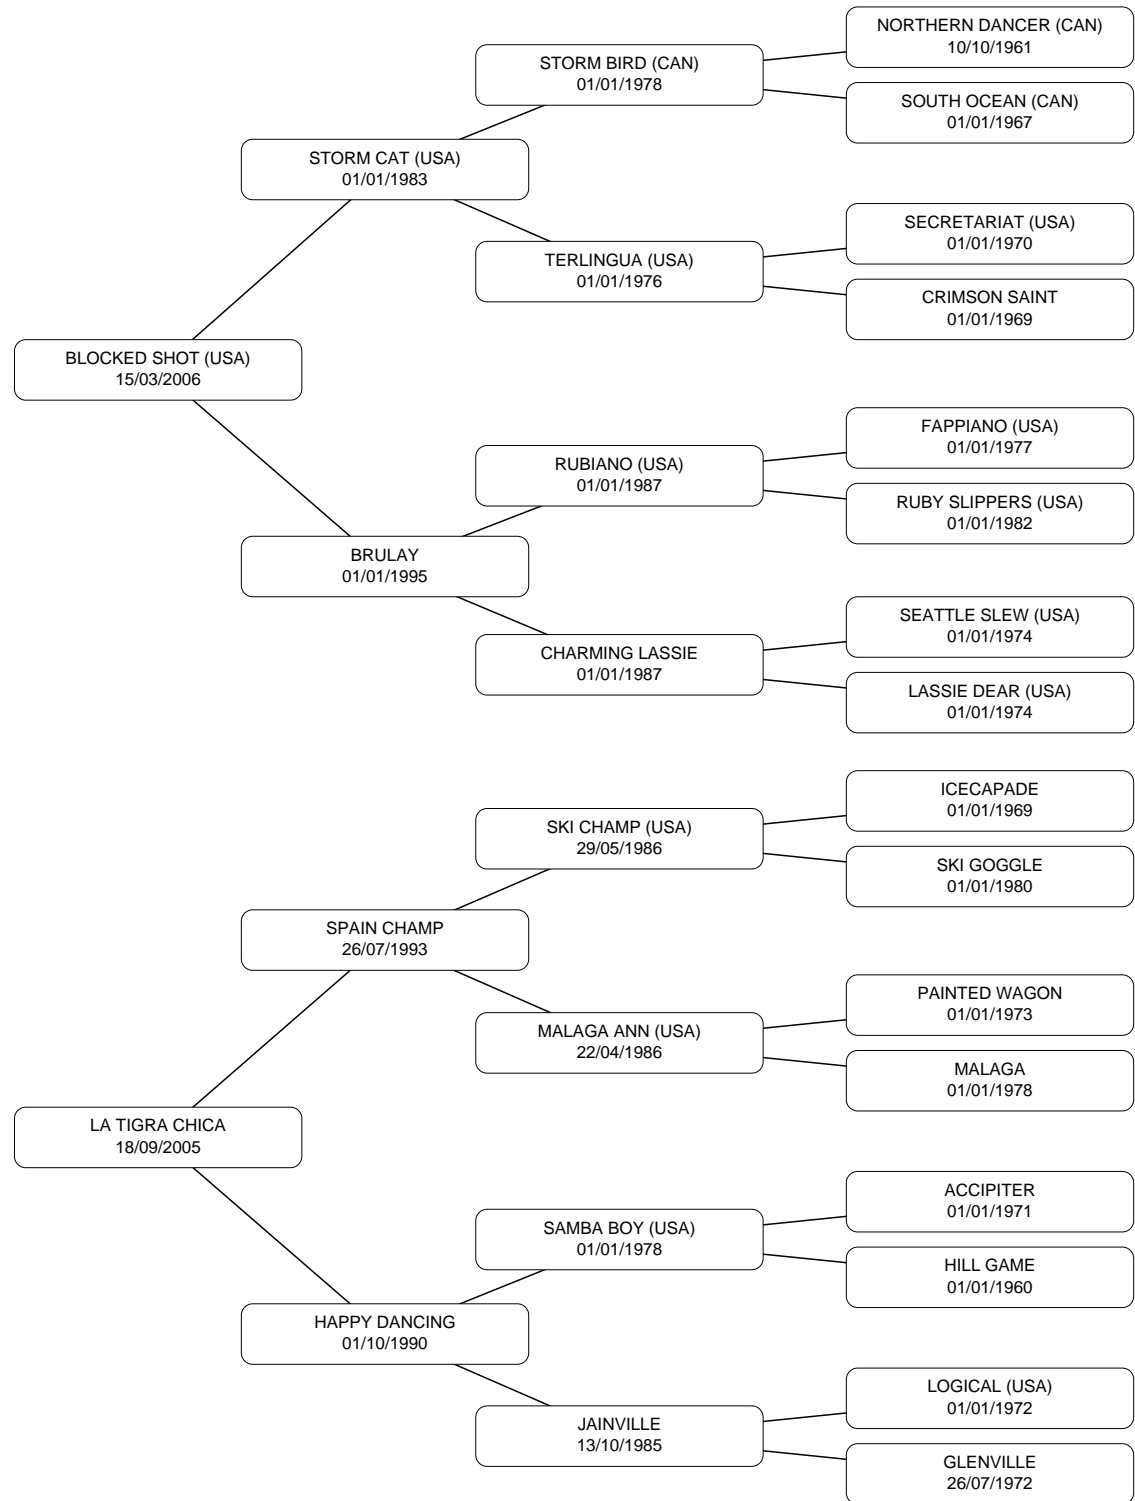 NORTHERN DANCER (CAN)
10/10/1961
STORM BIRD (CAN)
01/01/1978
SOUTH OCEAN (CAN)
01/01/1967
STORM CAT (USA)
01/01/1983
SECRETARIAT (USA)
01/01/1970
TERLINGUA (USA)
01/01/1976
CRIMSON SAINT
01/01/1969
BLOCKED SHOT (USA)
15/03/2006
FAPPIANO (USA)
01/01/1977
RUBIANO (USA)
01/01/1987
RUBY SLIPPERS (USA)
01/01/1982
BRULAY
01/01/1995
SEATTLE SLEW (USA)
01/01/1974
CHARMING LASSIE
01/01/1987
LASSIE DEAR (USA)
01/01/1974
ICECAPADE
01/01/1969
SKI CHAMP (USA)
29/05/1986
SKI GOGGLE
01/01/1980
SPAIN CHAMP
26/07/1993
PAINTED WAGON
01/01/1973
MALAGA ANN (USA)
22/04/1986
MALAGA
01/01/1978
LA TIGRA CHICA
18/09/2005
ACCIPITER
01/01/1971
SAMBA BOY (USA)
01/01/1978
HILL GAME
01/01/1960
HAPPY DANCING
01/10/1990
LOGICAL (USA)
01/01/1972
JAINVILLE
13/10/1985
GLENVILLE
26/07/1972